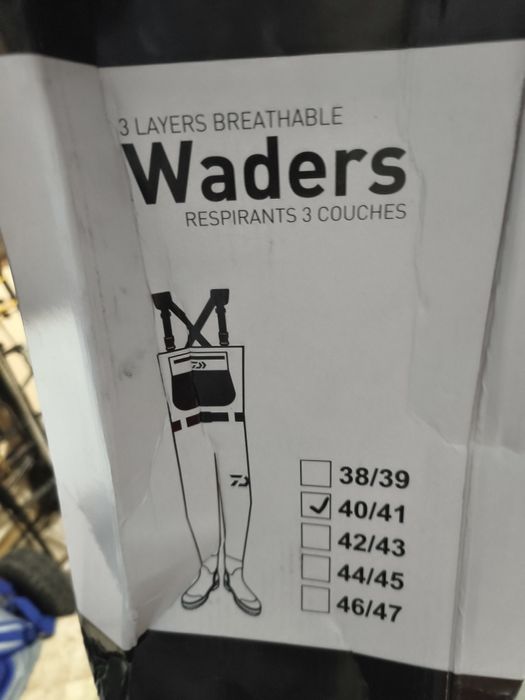 3 LAYERS BREATHABLE
Waders
RESPIRANTS 3 COUCHES
38/39
40/41
42/43
44/45
46/47